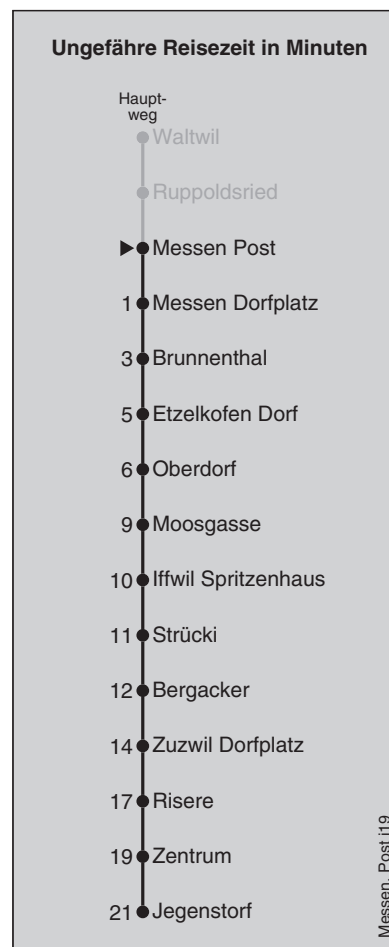 Ungefähre Reisezeit in Minuten
Haupt-
weg
Waltwil
Ruppoldsried
Messen Post
1 Messen Dorfplatz
3 Brunnenthal
5 Etzelkofen Dorf
6 Oberdorf
9 Moosgasse
10 Iffwil Spritzenhaus
11 Strücki
12 Bergacker
14 Zuzwil Dorfplatz
17 Risere
19 Zentrum
21 Jegenstorf
Messen, Post j19